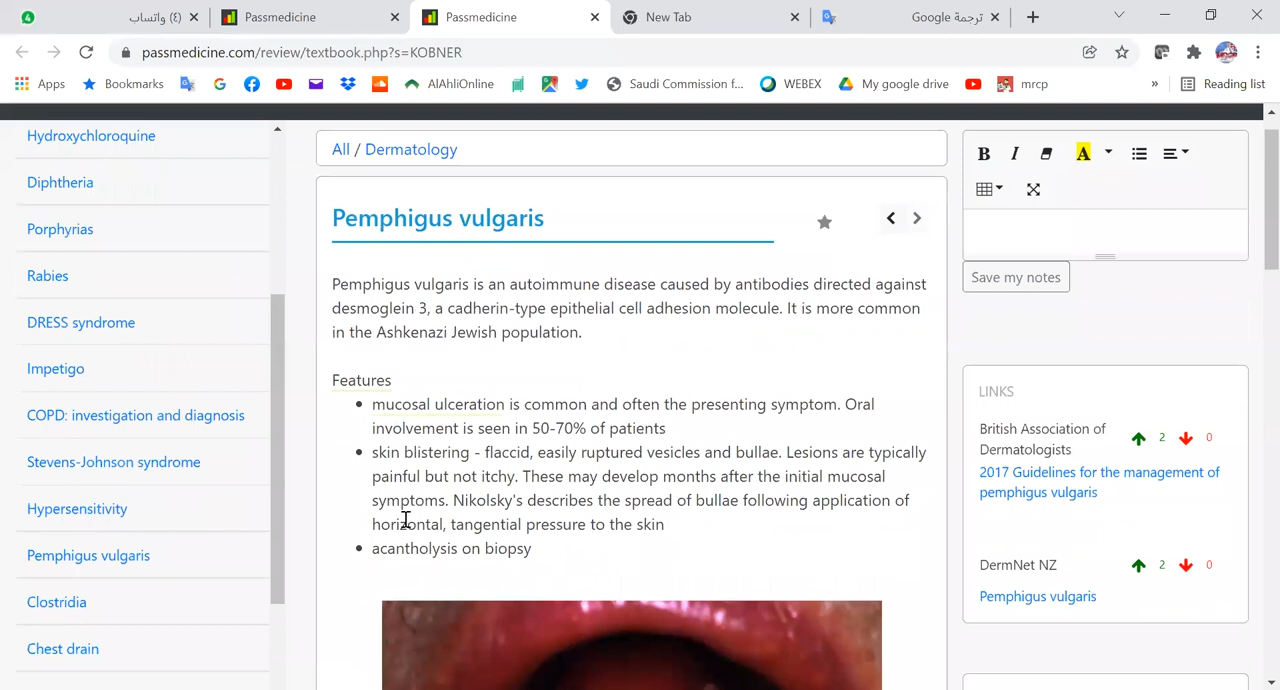 (٤) واتساب
Passmedicine
Passmedicine
New Tab
ترجمة Google
passmedicine.com/review/textbook.php?s=KOBNER
Apps
Bookmarks
AlAhliOnline
Saudi Commission f...
WEBEX
My google drive
mrcp
»
Reading list
Hydroxychloroquine
Diphtheria
Porphyrias
Rabies
DRESS syndrome
Impetigo
COPD: investigation and diagnosis
Stevens-Johnson syndrome
Hypersensitivity
Pemphigus vulgaris
Clostridia
Chest drain
All / Dermatology
Pemphigus vulgaris
Pemphigus vulgaris is an autoimmune disease caused by antibodies directed against
desmoglein 3, a cadherin-type epithelial cell adhesion molecule. It is more common
in the Ashkenazi Jewish population.
Features
• mucosal ulceration is common and often the presenting symptom. Oral
involvement is seen in 50-70% of patients
• skin blistering - flaccid, easily ruptured vesicles and bullae. Lesions are typically
painful but not itchy. These may develop months after the initial mucosal
symptoms. Nikolsky's describes the spread of bullae following application of
horizontal, tangential pressure to the skin
• acantholysis on biopsy
B I A
Save my notes
LINKS
British Association of
Dermatologists
2 0
2017 Guidelines for the management of
pemphigus vulgaris
DermNet NZ 2 0
Pemphigus vulgaris